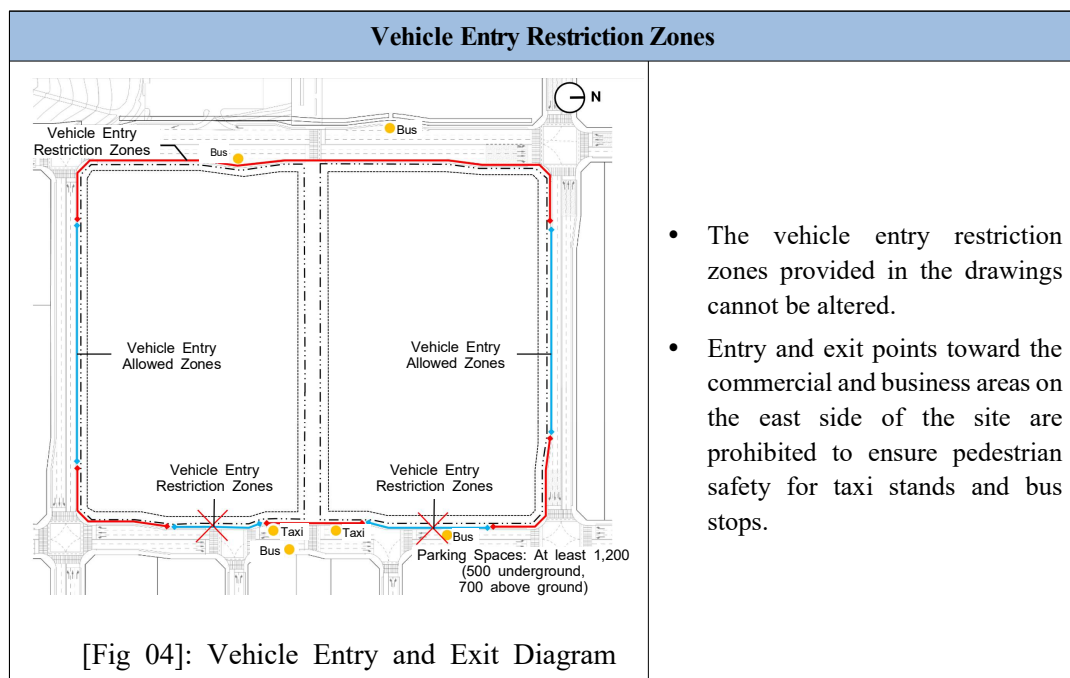 Vehicle Entry Restriction Zones
N
Bus
Vehicle Entry
Restriction Zones
Bus
Vehicle Entry
Allowed Zones
Vehicle Entry
Allowed Zones
Vehicle Entry
Restriction Zones
Vehicle Entry
Restriction Zones
Taxi
Taxi
Bus
Bus
Parking Spaces: At least 1,200
(500 underground,
700 above ground)
[Fig 04]: Vehicle Entry and Exit Diagram
• The vehicle entry restriction
zones provided in the drawings
cannot be altered.
• Entry and exit points toward the
commercial and business areas on
the east side of the site are
prohibited to ensure pedestrian
safety for taxi stands and bus
stops.